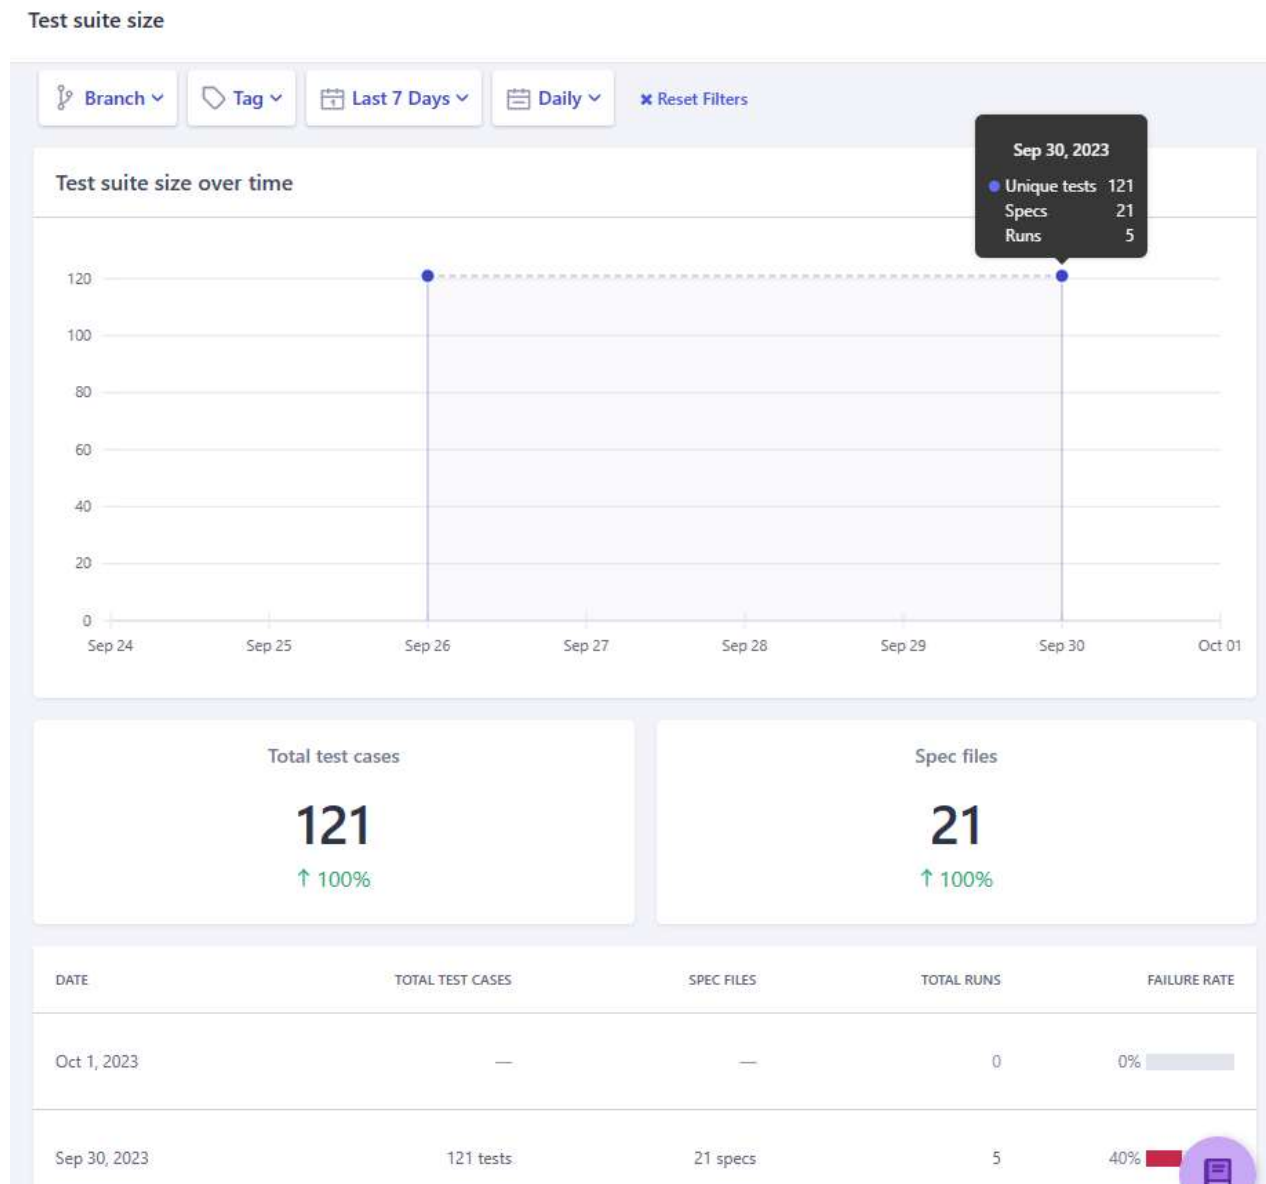 Test suite size
Branch Tag Last 7 Days Daily × Reset Filters
Test suite size over time
Sep 30, 2023
Unique tests 121
Specs 21
Runs 5
120
100
80
60
40
20
0
Sep 24 Sep 25 Sep 26 Sep 27 Sep 28 Sep 29 Sep 30 Oct 01
Total test cases
121
↑ 100%
Spec files
21
↑ 100%
DATE TOTAL TEST CASES SPEC FILES TOTAL RUNS FAILURE RATE
Oct 1, 2023 — — 0 0%
Sep 30, 2023 121 tests 21 specs 5 40%